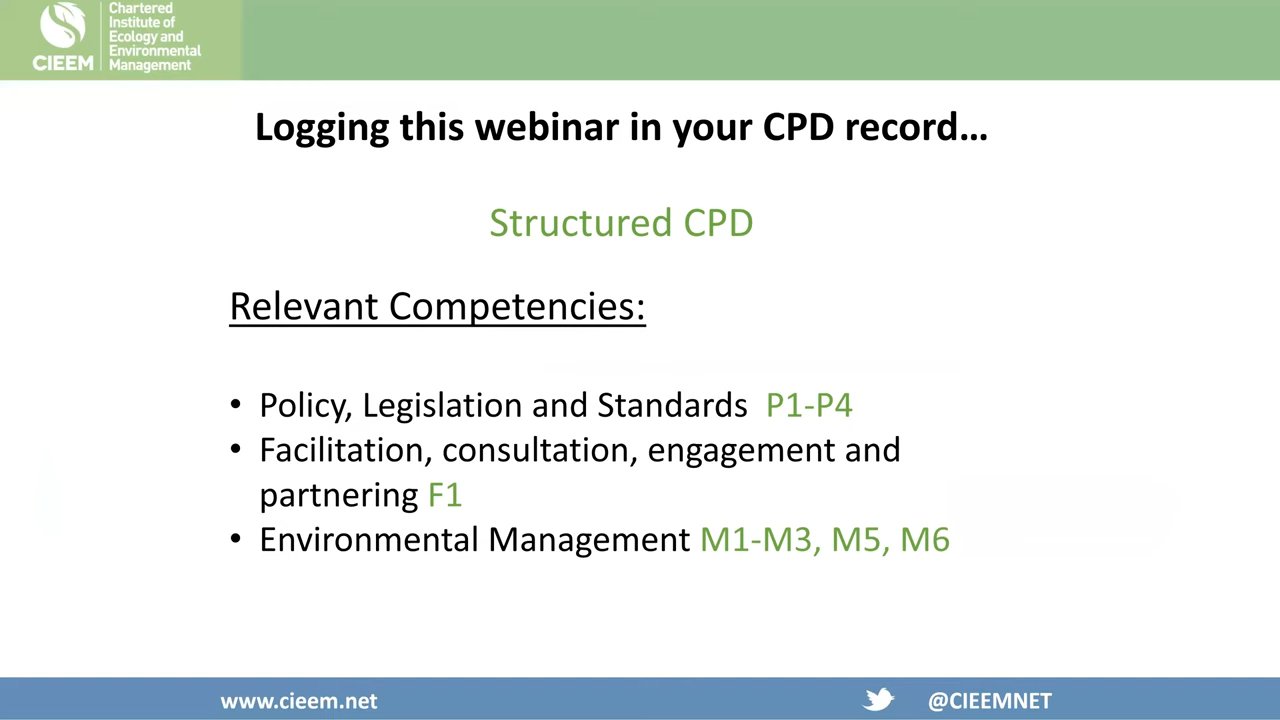 Chartered
Institute of
Ecology and
Environmental
Management
CIEEM
Logging this webinar in your CPD record…
Structured CPD
Relevant Competencies:
• Policy, Legislation and Standards P1-P4
• Facilitation, consultation, engagement and
partnering F1
• Environmental Management M1-M3, M5, M6
www.cieem.net
@CIEEMNET